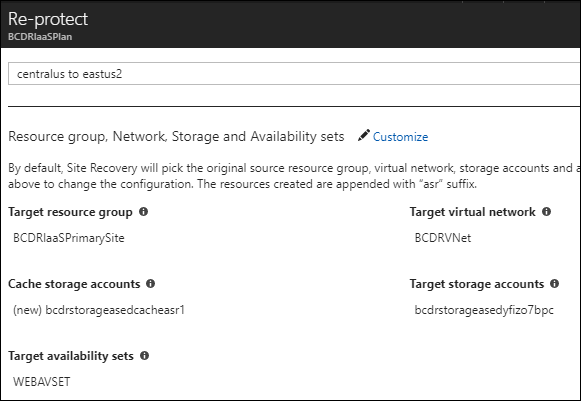 Re-protect
BCDRIaaSPlan
centralus to eastus2
Resource group, Network, Storage and Availability sets Customize
By default, Site Recovery will pick the original source resource group, virtual network, storage accounts and a
above to change the configuration. The resources created are appended with “asr” suffix.
Target resource group Target virtual network
BCDRIaaSPrimarySite BCDRVNet
Cache storage accounts Target storage accounts
(new) bcdrstorageasedcacheasr1 bcdrstorageasedyfizo7bpc
Target availability sets
WEBAVSET